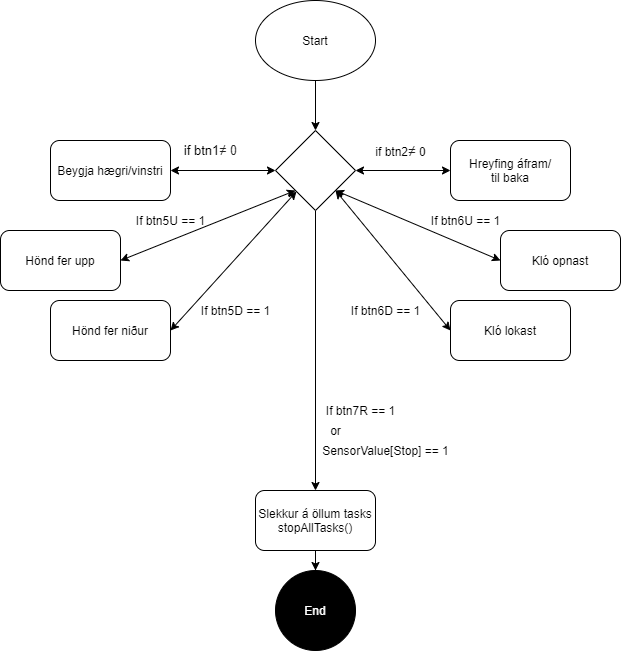 Start
if btn1≠ 0
if btn2≠ 0
Beygja hægri/vinstri
Hreyfing áfram/
til baka
If btn5U == 1
If btn6U == 1
Hönd fer upp
Kló opnast
If btn5D == 1
If btn6D == 1
Hönd fer niður
Kló lokast
If btn7R == 1
or
SensorValue[Stop] == 1
Slekkur á öllum tasks
stopAllTasks()
End